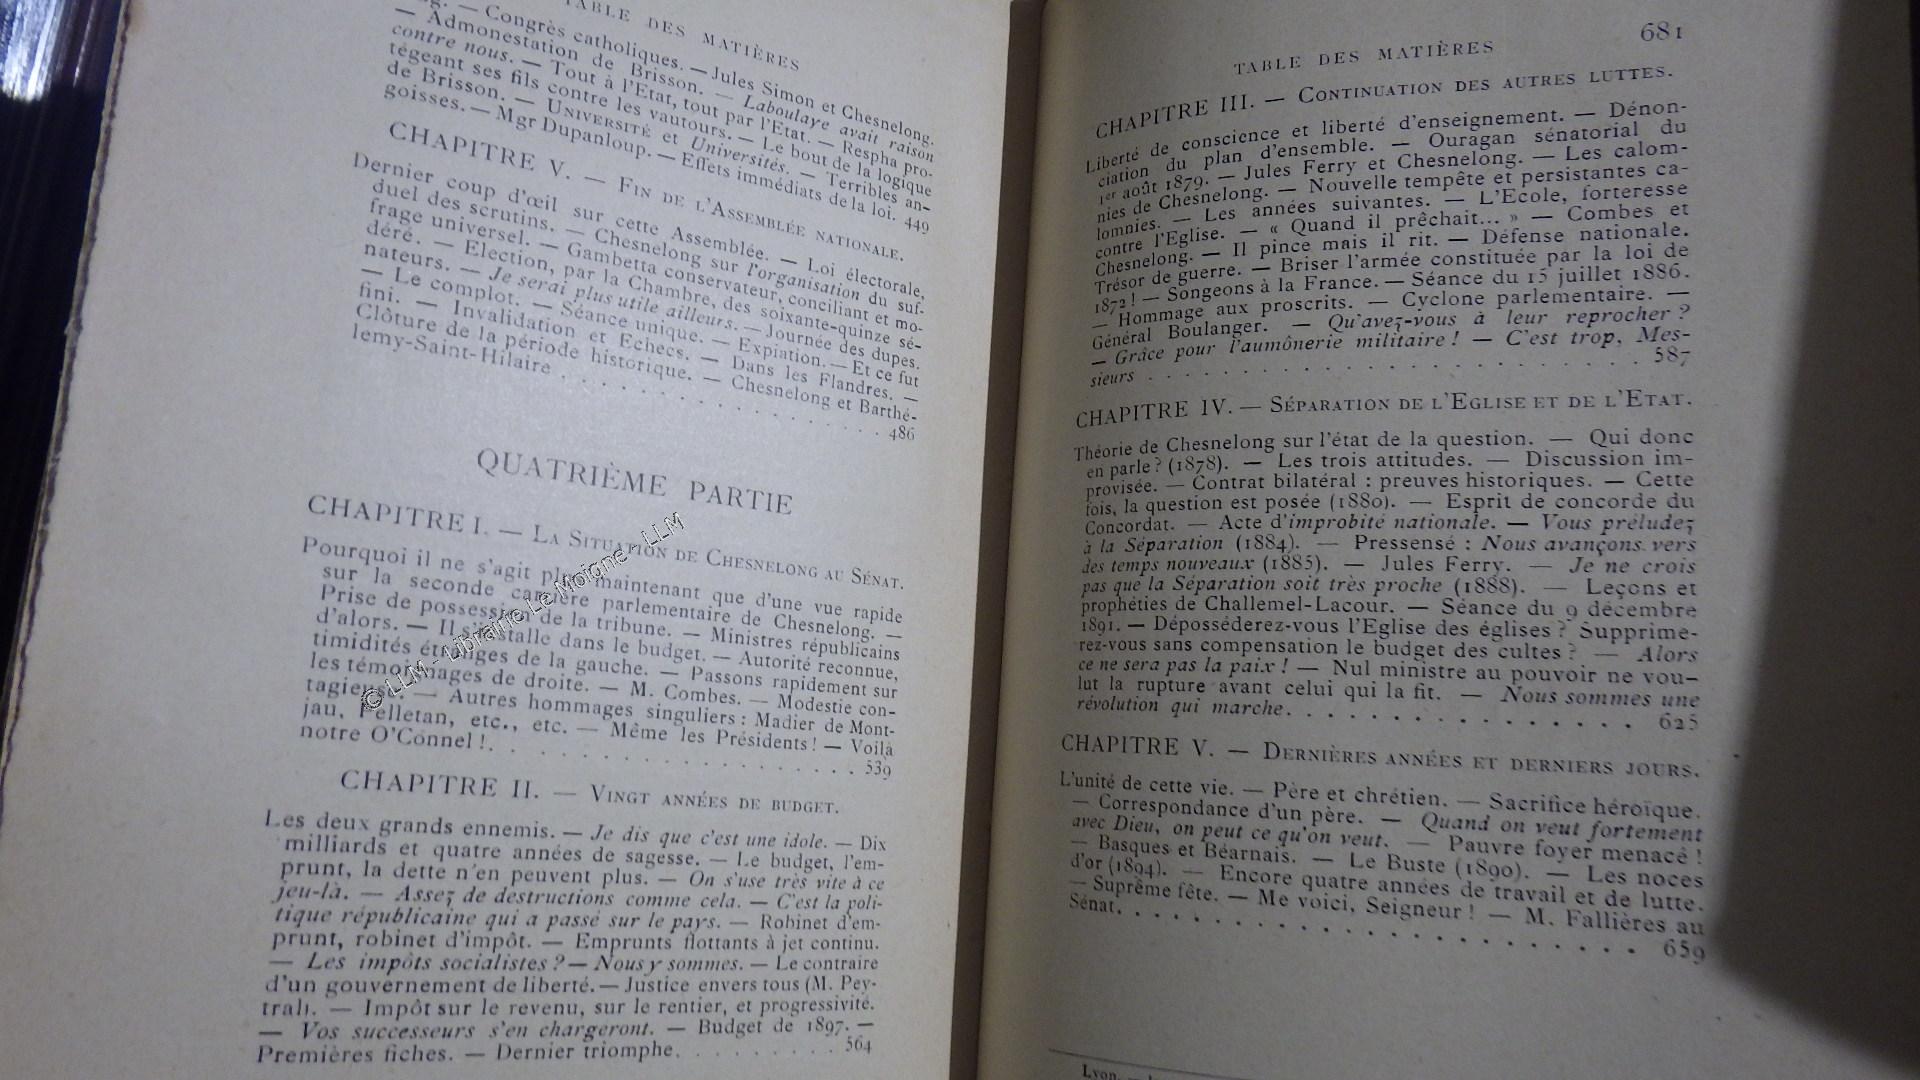 TABLE DES MATIÈRES
— Congrès catholiques. — Jules Simon et Chesnelong.
— Admonestation de Brisson. — Laboulaye avait raison
contre nous. — Tout à l'Etat, tout par l'Etat. — Respha pro-
tégeant ses fils contre les vautours. — Le bout de la logique
de Brisson. — UNIVERSITÉ et Universités. — Terribles an-
goisses. — Mgr Dupanloup. — Effets immédiats de la loi. 449
CHAPITRE V. — FIN DE L'ASSEMBLÉE NATIONALE.
Dernier coup d'œil sur cette Assemblée. — Loi électorale,
duel des scrutins. — Chesnelong sur l'organisation du suf-
frage universel. — Gambetta conservateur, conciliant et mo-
déré. — Election, par la Chambre, des soixante-quinze sé-
nateurs. — Je serai plus utile ailleurs. — Journée des dupes.
— Le complot. — Séance unique. — Expiation. — Et ce fut
fini. — Invalidation et Echecs. — Dans les Flandres. —
Clôture de la période historique. — Chesnelong et Barthé-
lemy-Saint-Hilaire . . . . . . . . . . . . . . 486
QUATRIÈME PARTIE
CHAPITRE I. — LA SITUATION DE CHESNELONG AU SÉNAT.
Pourquoi il ne s'agit plus maintenant que d'une vue rapide
sur la seconde carrière parlementaire de Chesnelong. —
Prise de possession de la tribune. — Ministres républicains
d'alors. — Il s'installe dans le budget. — Autorité reconnue,
timidités étranges de la gauche. — Passons rapidement sur
les témoignages de droite. — M. Combes. — Modestie con-
tagieuse. — Autres hommages singuliers : Madier de Mont-
jau, Pelletan, etc., etc. — Même les Présidents ! — Voilà
notre O'Connel !. . . . . . . . . . . . . . . 539
CHAPITRE II. — VINGT ANNÉES DE BUDGET.
Les deux grands ennemis. — Je dis que c'est une idole. — Dix
milliards et quatre années de sagesse. — Le budget, l'em-
prunt, la dette n'en peuvent plus. — On s'use très vite à ce
jeu-là. — Assez de destructions comme cela. — C'est la poli-
tique républicaine qui a passé sur le pays. — Robinet d'em-
prunt, robinet d'impôt. — Emprunts flottants à jet continu.
— Les impôts socialistes ? — Nous y sommes. — Le contraire
d'un gouvernement de liberté. — Justice envers tous (M. Pey-
tral). — Impôt sur le revenu, sur le rentier, et progressivité.
— Vos successeurs s'en chargeront. — Budget de 1897. —
Premières fiches. — Dernier triomphe. . . . . . . . . 564
© LLM - Librairie Le Moigne - LLM
TABLE DES MATIÈRES 681
CHAPITRE III. — CONTINUATION DES AUTRES LUTTES.
Liberté de conscience et liberté d'enseignement. — Dénon-
ciation du plan d'ensemble. — Ouragan sénatorial du
1er août 1879. — Jules Ferry et Chesnelong. — Les calom-
nies de Chesnelong. — Nouvelle tempête et persistantes ca-
lomnies. — Les années suivantes. — L'Ecole, forteresse
contre l'Eglise. — « Quand il prêchait... » — Combes et
Chesnelong. — Il pince mais il rit. — Défense nationale.
Trésor de guerre. — Briser l'armée constituée par la loi de
1872 ! — Songeons à la France. — Séance du 15 juillet 1886.
— Hommage aux proscrits. — Cyclone parlementaire. —
Général Boulanger. — Qu'avez-vous à leur reprocher ?
— Grâce pour l'aumônerie militaire ! — C'est trop, Mes-
sieurs . . . . . . . . . . . . . . . . . . . 587
CHAPITRE IV. — SÉPARATION DE L'EGLISE ET DE L'ETAT.
Théorie de Chesnelong sur l'état de la question. — Qui donc
en parle ? (1878). — Les trois attitudes. — Discussion im-
provisée. — Contrat bilatéral : preuves historiques. — Cette
fois, la question est posée (1880). — Esprit de concorde du
Concordat. — Acte d'improbité nationale. — Vous préludez
à la Séparation (1884). — Pressensé : Nous avançons vers
des temps nouveaux (1885). — Jules Ferry. — Je ne crois
pas que la Séparation soit très proche (1888). — Leçons et
prophéties de Challemel-Lacour. — Séance du 9 décembre
1891. — Déposséderez-vous l'Eglise des églises ? Supprime-
rez-vous sans compensation le budget des cultes ? — Alors
ce ne sera pas la paix ! — Nul ministre au pouvoir ne vou-
lut la rupture avant celui qui la fit. — Nous sommes une
révolution qui marche. . . . . . . . . . . . . . . 625
CHAPITRE V. — DERNIÈRES ANNÉES ET DERNIERS JOURS.
L'unité de cette vie. — Père et chrétien. — Sacrifice héroïque.
— Correspondance d'un père. — Quand on veut fortement
avec Dieu, on peut ce qu'on veut. — Pauvre foyer menacé !
— Basques et Béarnais. — Le Buste (1890). — Les noces
d'or (1894). — Encore quatre années de travail et de lutte.
— Suprême fête. — Me voici, Seigneur ! — M. Fallières au
Sénat. . . . . . . . . . . . . . . . . . . . 659
Lyon. —